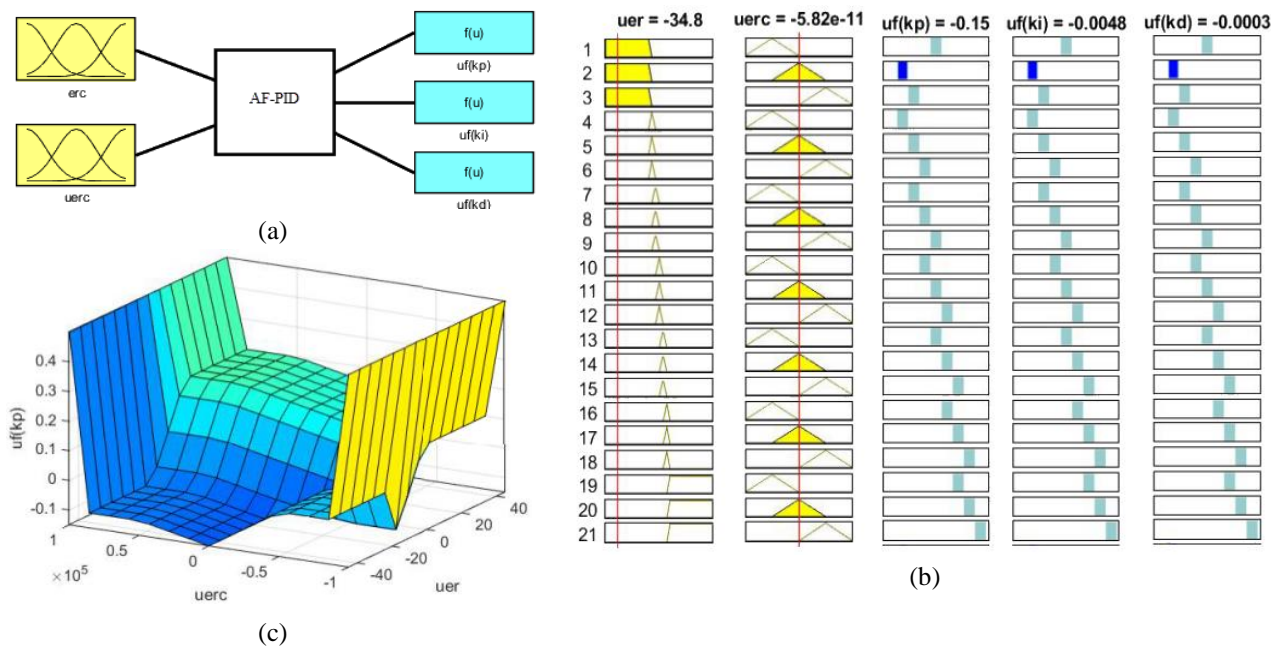 erc
uerc
AF-PID
f(u)
uf(kp)
f(u)
uf(ki)
f(u)
uf(kd)
(a)
uer = -34.8
uerc = -5.82e-11
uf(kp) = -0.15
uf(ki) = -0.0048
uf(kd) = -0.0003
1
2
3
4
5
6
7
8
9
10
11
12
13
14
15
16
17
18
19
20
21
(b)
uf(kp)
0.4
0.3
0.2
0.1
0
-0.1
1
0.5
0
-0.5
-1
×10⁵
uerc
-40
-20
0
20
40
uer
(c)